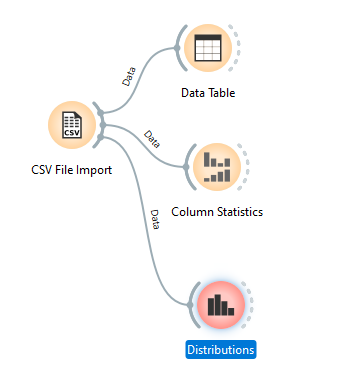 Data
Data Table
CSV
CSV File Import
Data
Column Statistics
Data
Distributions